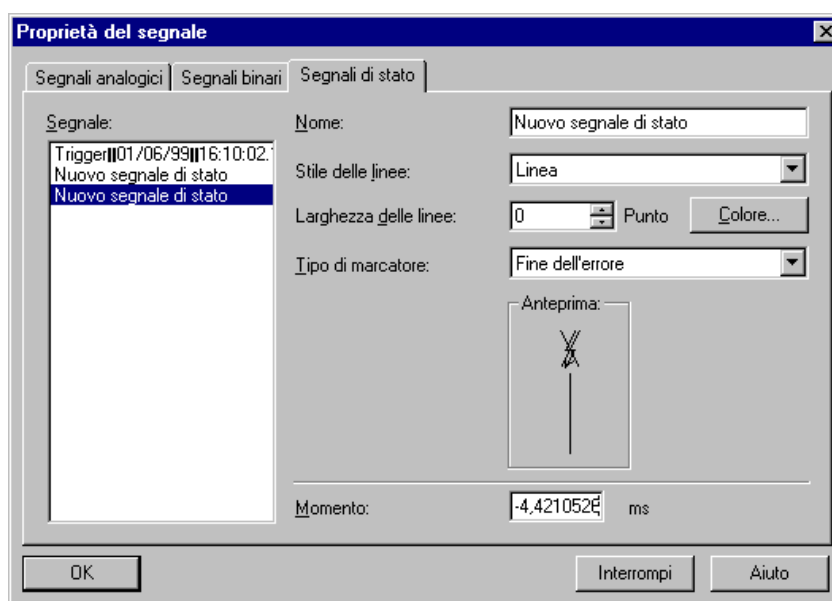 Proprietà del segnale
Segnali analogici Segnali binari Segnali di stato
Segnale:
Trigger||01/06/99||16:10:02.
Nuovo segnale di stato
Nuovo segnale di stato
Nome: Nuovo segnale di stato
Stile delle linee: Linea
Larghezza delle linee: 0 Punto Colore...
Tipo di marcatore: Fine dell'errore
Anteprima:
Momento: -4,421052 ms
OK Interrompi Aiuto